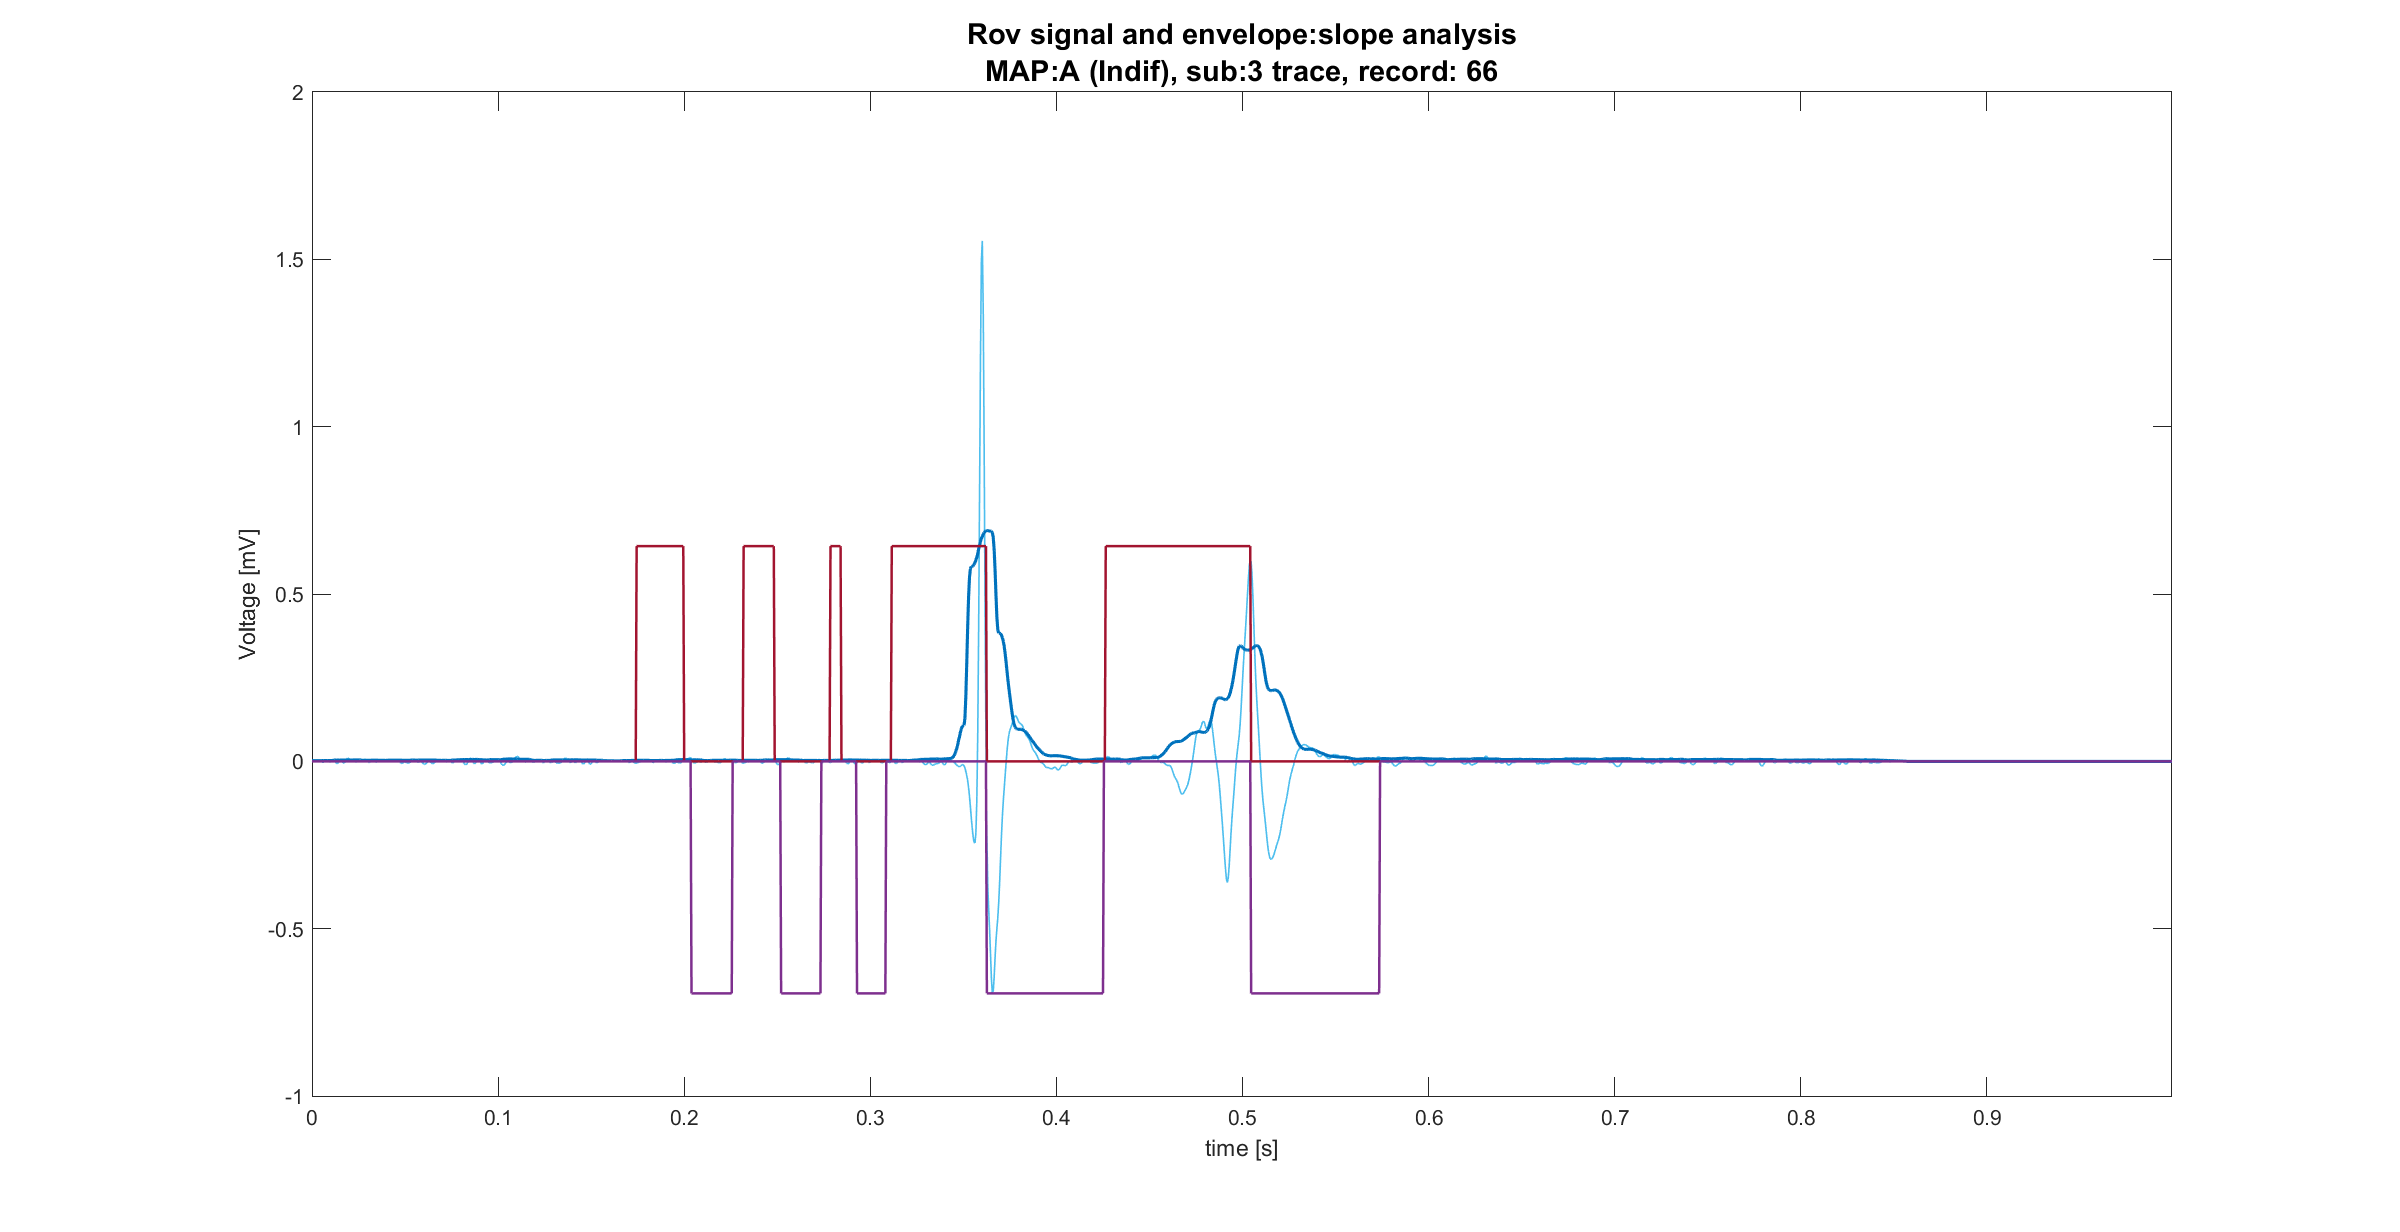 Rov signal and envelope:slope analysis
MAP:A (Indif), sub:3 trace, record: 66
2
1.5
1
0.5
0
-0.5
-1
Voltage [mV]
0 0.1 0.2 0.3 0.4 0.5 0.6 0.7 0.8 0.9
time [s]